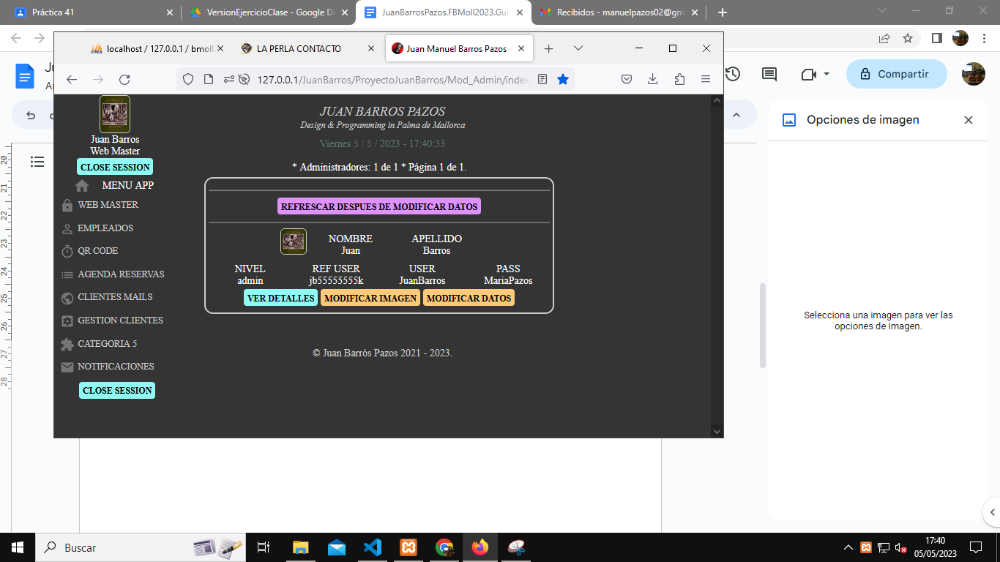 Práctica 41
VersionEjercicioClase - Google Dr
JuanBarrosPazos.FBMoll2023.Gui
Recibidos - manuelpazos02@gm
localhost / 127.0.0.1 / bmoll
LA PERLA CONTACTO
Juan Manuel Barros Pazos
127.0.0.1/JuanBarros/ProyectoJuanBarros/Mod_Admin/index.
Compartir
Opciones de imagen
Selecciona una imagen para ver las
opciones de imagen.
Juan Barros
Web Master
CLOSE SESSION
MENU APP
WEB MASTER
EMPLEADOS
QR CODE
AGENDA RESERVAS
CLIENTES MAILS
GESTION CLIENTES
CATEGORIA 5
NOTIFICACIONES
CLOSE SESSION
JUAN BARROS PAZOS
Design & Programming in Palma de Mallorca
Viernes 5 / 5 / 2023 - 17:40:33
* Administradores: 1 de 1 * Página 1 de 1.
REFRESCAR DESPUES DE MODIFICAR DATOS
NOMBRE APELLIDO
Juan Barros
NIVEL REF USER USER PASS
admin jb55555555k JuanBarros MariaPazos
VER DETALLES MODIFICAR IMAGEN MODIFICAR DATOS
© Juan Barrós Pazos 2021 - 2023.
20
21
22
23
24
25
26
27
28
Buscar
17:40
05/05/2023